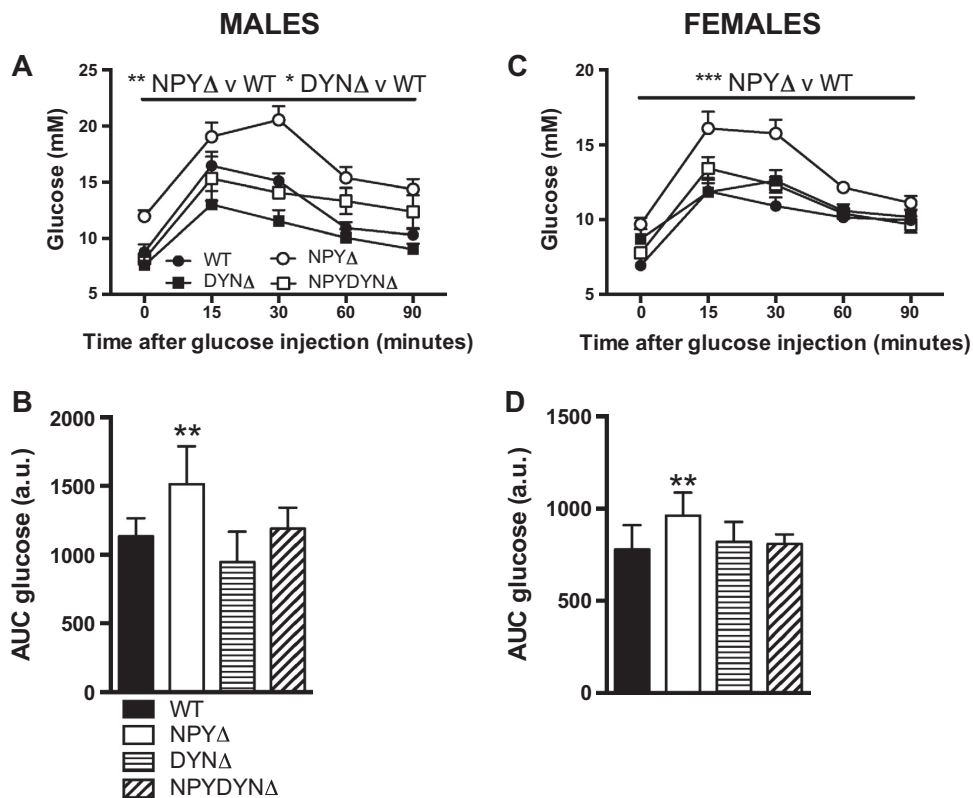 MALES
FEMALES
A
** NPYΔ v WT * DYNΔ v WT
Glucose (mM)
25
20
15
10
5
WT
NPYΔ
DYNΔ
NPYDYNΔ
0 15 30 60 90
Time after glucose injection (minutes)
C
*** NPYΔ v WT
Glucose (mM)
20
15
10
5
0 15 30 60 90
Time after glucose injection (minutes)
B
AUC glucose (a.u.)
2000
1500
1000
500
0
**
WT
NPYΔ
DYNΔ
NPYDYNΔ
D
AUC glucose (a.u.)
1500
1000
500
0
**